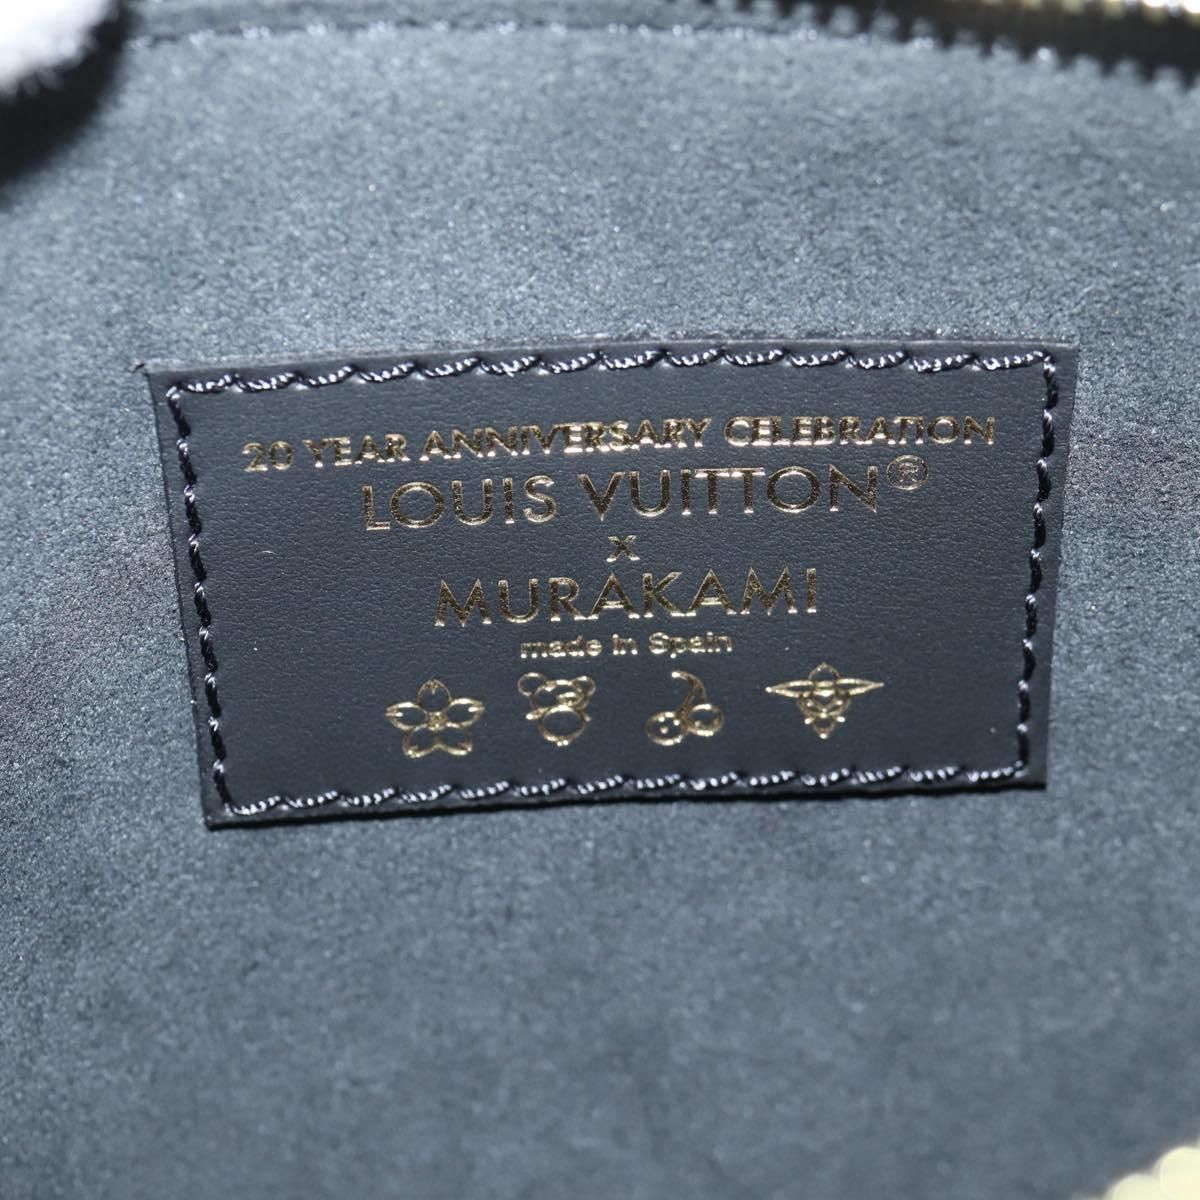 20 YEAR ANNIVERSARY CELEBRATION
LOUIS VUITTON®
x
MURAKAMI
made in Spain